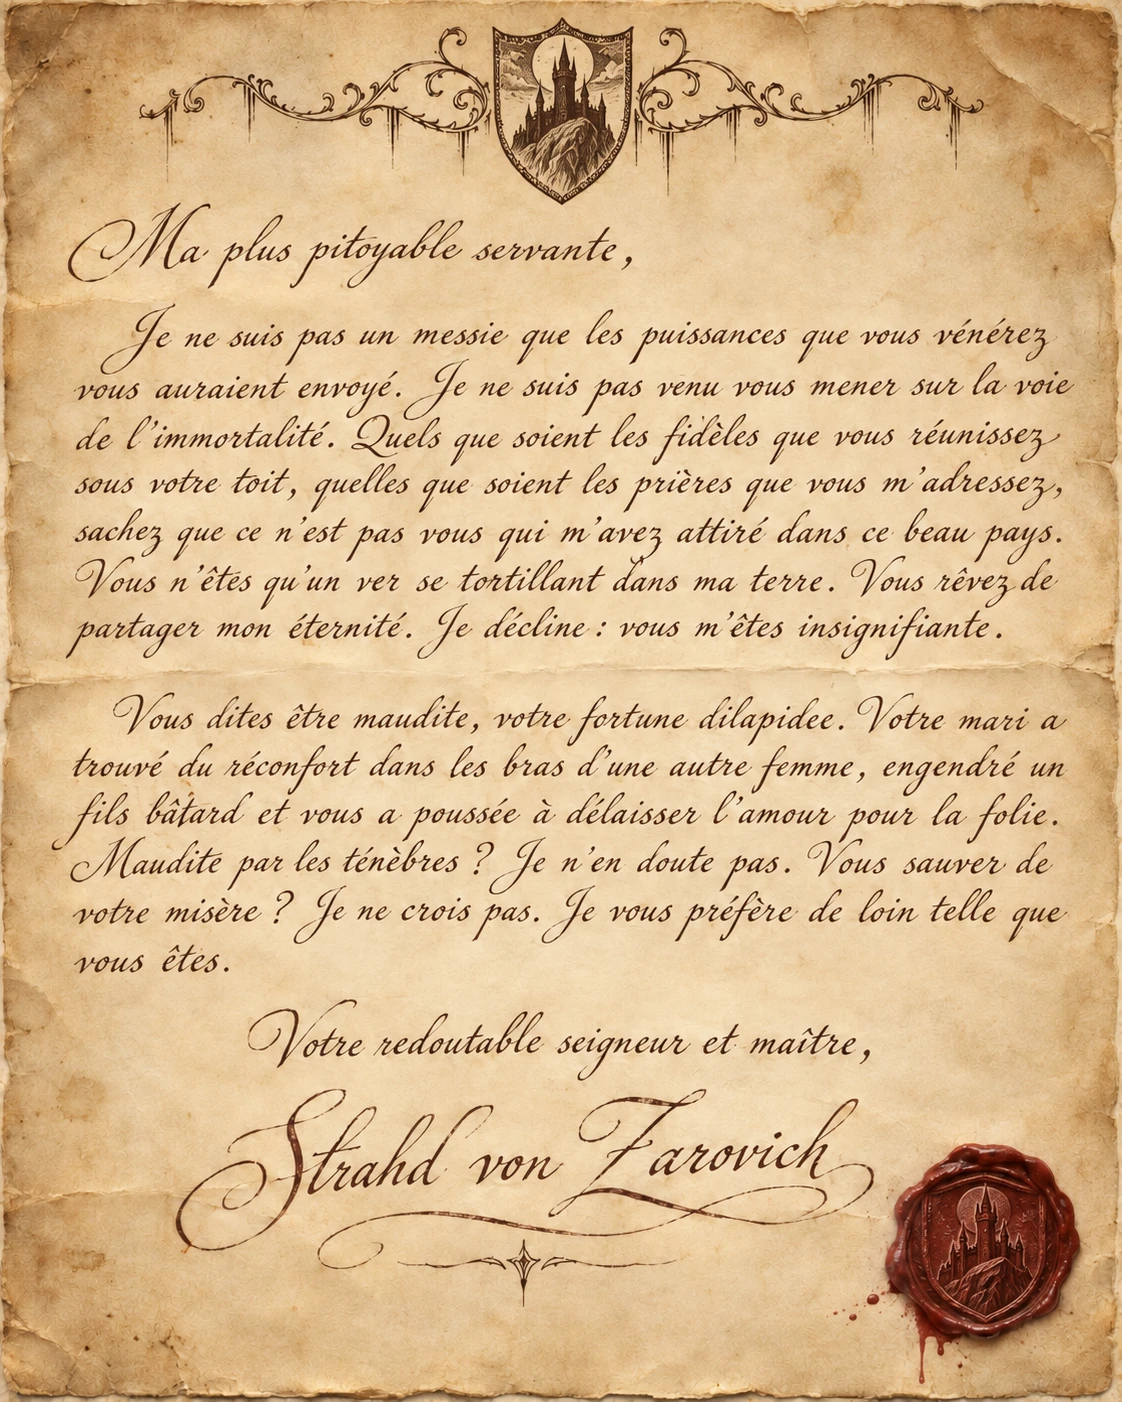 Ma plus pitoyable servante,
Je ne suis pas un messie que les puissances que vous vénérez
vous auraient envoyé. Je ne suis pas venu vous mener sur la voie
de l'immortalité. Quels que soient les fidèles que vous réunissez
sous votre toit, quelles que soient les prières que vous m'adressez,
sachez que ce n'est pas vous qui m'avez attiré dans ce beau pays.
Vous n'êtes qu'un ver se tortillant dans ma terre. Vous rêvez de
partager mon éternité. Je décline : vous m'êtes insignifiante.
Vous dites être maudite, votre fortune dilapidee. Votre mari a
trouvé du réconfort dans les bras d'une autre femme, engendré un
fils bâtard et vous a poussée à délaisser l'amour pour la folie.
Maudite par les ténèbres ? Je n'en doute pas. Vous sauver de
votre misère ? Je ne crois pas. Je vous préfère de loin telle que
vous êtes.
Votre redoutable seigneur et maître,
Strahd von Zarovich